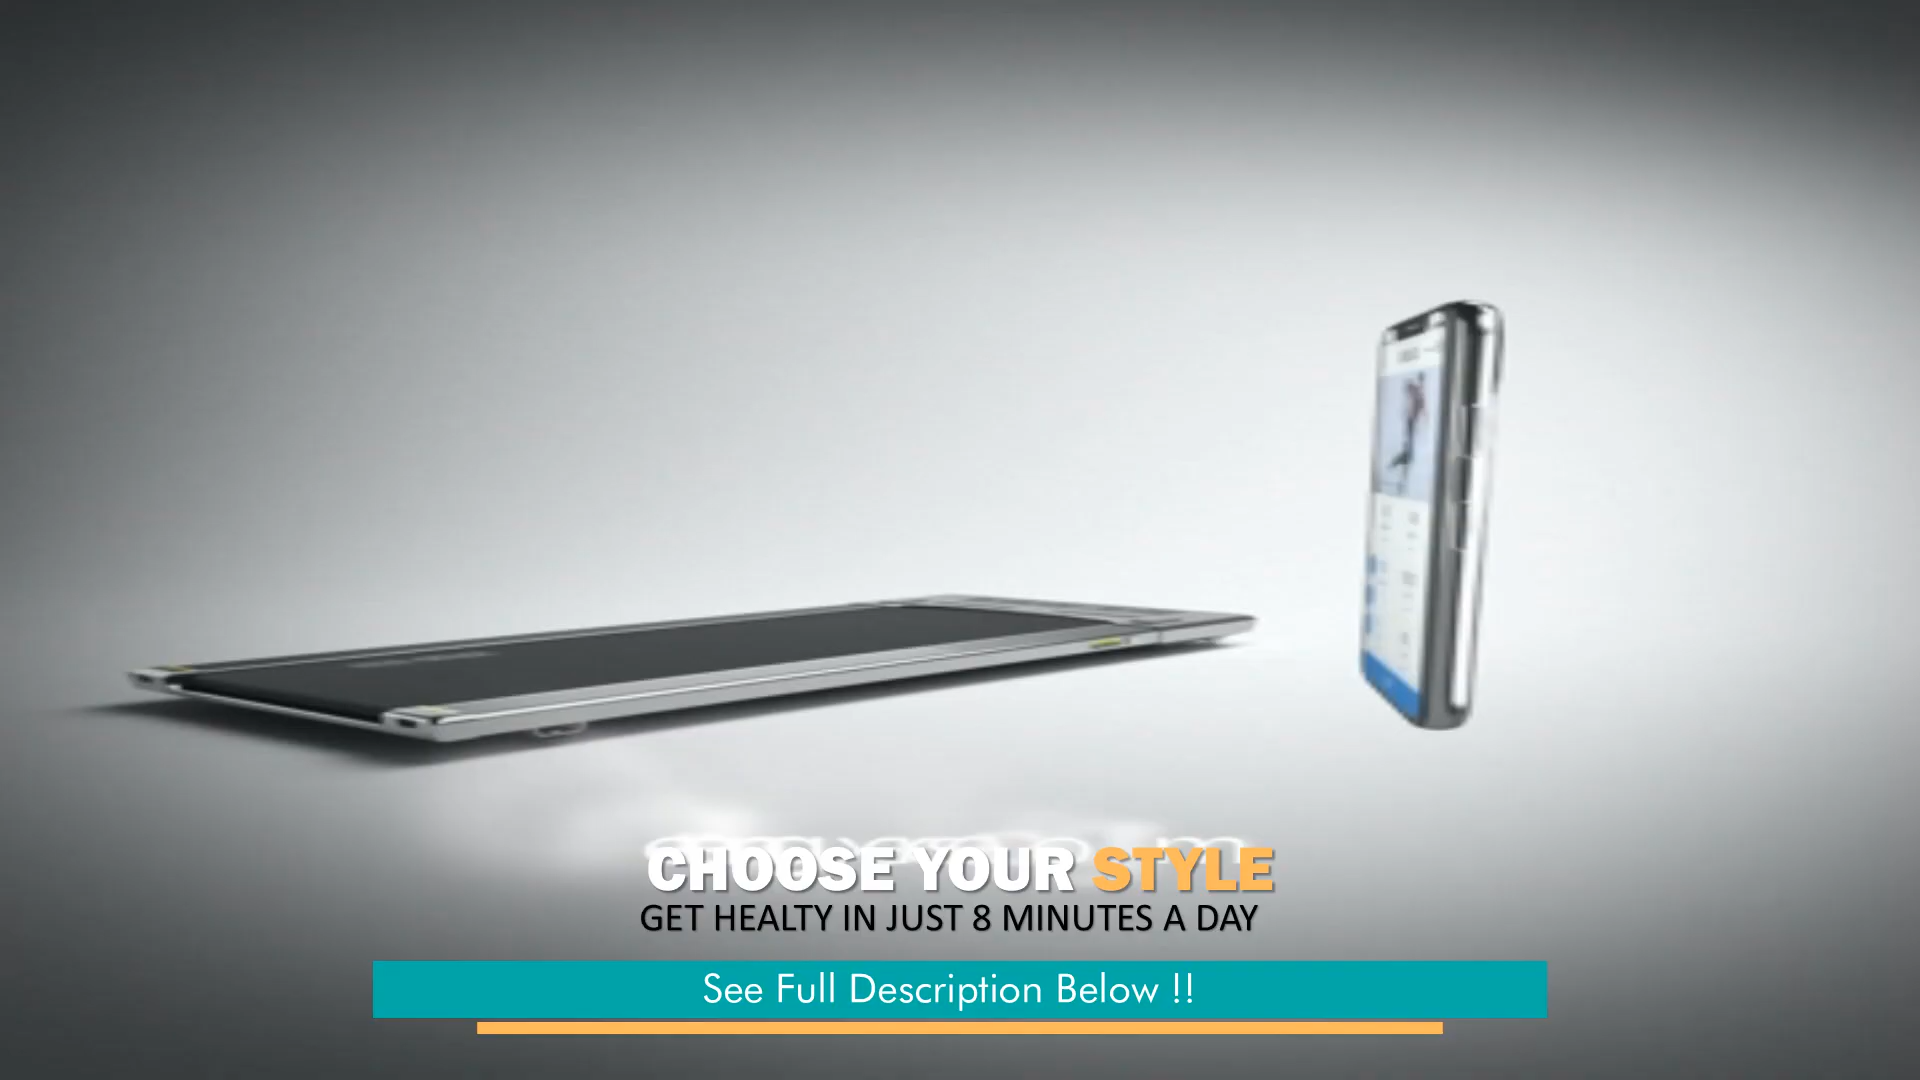 CHOOSE YOUR STYLE
GET HEALTY IN JUST 8 MINUTES A DAY
See Full Description Below !!